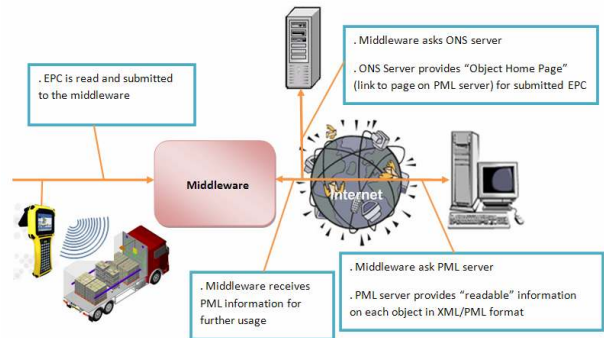 . Middleware asks ONS server
. ONS Server provides “Object Home Page”
(link to page on PML server) for submitted EPC
. EPC is read and submitted
to the middleware
Middleware
Internet
. Middleware receives
PML information for
further usage
. Middleware ask PML server
. PML server provides “readable” information
on each object in XML/PML format